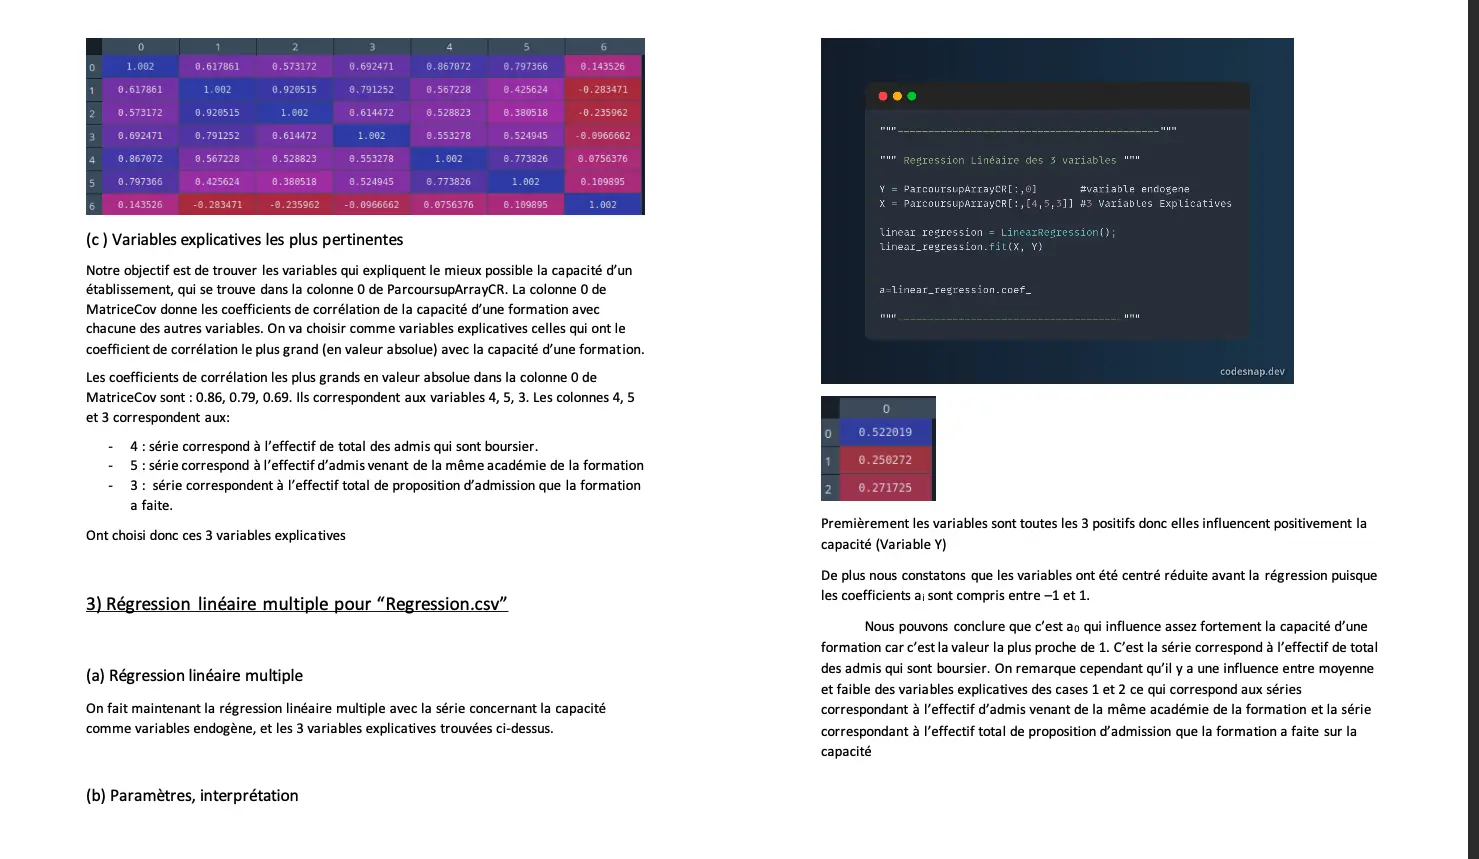 0 1 2 3 4 5 6
0 1.002 0.617861 0.573172 0.692471 0.867072 0.797366 0.143526
1 0.617861 1.002 0.920515 0.791252 0.567228 0.425624 -0.283471
2 0.573172 0.920515 1.002 0.614472 0.528823 0.380518 -0.235962
3 0.692471 0.791252 0.614472 1.002 0.553278 0.524945 -0.0966662
4 0.867072 0.567228 0.528823 0.553278 1.002 0.773826 0.0756376
5 0.797366 0.425624 0.380518 0.524945 0.773826 1.002 0.109895
6 0.143526 -0.283471 -0.235962 -0.0966662 0.0756376 0.109895 1.002
(c ) Variables explicatives les plus pertinentes
Notre objectif est de trouver les variables qui expliquent le mieux possible la capacité d’un
établissement, qui se trouve dans la colonne 0 de ParcoursupArrayCR. La colonne 0 de
MatriceCov donne les coefficients de corrélation de la capacité d’une formation avec
chacune des autres variables. On va choisir comme variables explicatives celles qui ont le
coefficient de corrélation le plus grand (en valeur absolue) avec la capacité d’une formation.
Les coefficients de corrélation les plus grands en valeur absolue dans la colonne 0 de
MatriceCov sont : 0.86, 0.79, 0.69. Ils correspondent aux variables 4, 5, 3. Les colonnes 4, 5
et 3 correspondent aux:
- 4 : série correspond à l’effectif de total des admis qui sont boursier.
- 5 : série correspond à l’effectif d’admis venant de la même académie de la formation
- 3 : série correspondent à l’effectif total de proposition d’admission que la formation
a faite.
Ont choisi donc ces 3 variables explicatives
3) Régression linéaire multiple pour “Regression.csv”
(a) Régression linéaire multiple
On fait maintenant la régression linéaire multiple avec la série concernant la capacité
comme variables endogène, et les 3 variables explicatives trouvées ci-dessus.
(b) Paramètres, interprétation
"""--------------------------------------------"""
""" Regression Linéaire des 3 variables """
Y = ParcoursupArrayCR[:,0] #variable endogene
X = ParcoursupArrayCR[:,[4,5,3]] #3 Variables Explicatives
linear_regression = LinearRegression();
linear_regression.fit(X, Y)
a=linear_regression.coef_
"""--------------------------------------"""
codesnap.dev
0
0 0.522019
1 0.250272
2 0.271725
Premièrement les variables sont toutes les 3 positifs donc elles influencent positivement la
capacité (Variable Y)
De plus nous constatons que les variables ont été centré réduite avant la régression puisque
les coefficients aᵢ sont compris entre –1 et 1.
Nous pouvons conclure que c’est a₀ qui influence assez fortement la capacité d’une
formation car c’est la valeur la plus proche de 1. C’est la série correspond à l’effectif de total
des admis qui sont boursier. On remarque cependant qu’il y a une influence entre moyenne
et faible des variables explicatives des cases 1 et 2 ce qui correspond aux séries
correspondant à l’effectif d’admis venant de la même académie de la formation et la série
correspondant à l’effectif total de proposition d’admission que la formation a faite sur la
capacité